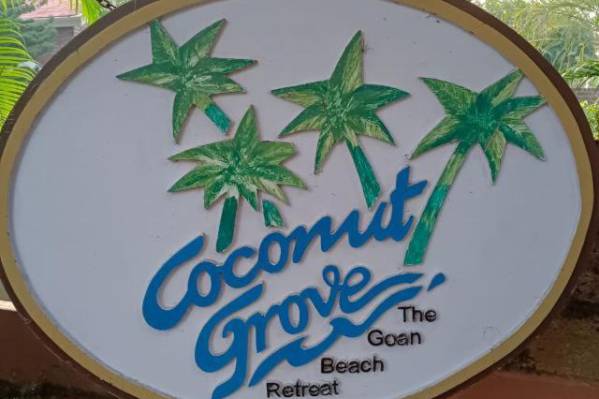 Coconut
Grove
The
Goan
Beach
Retreat